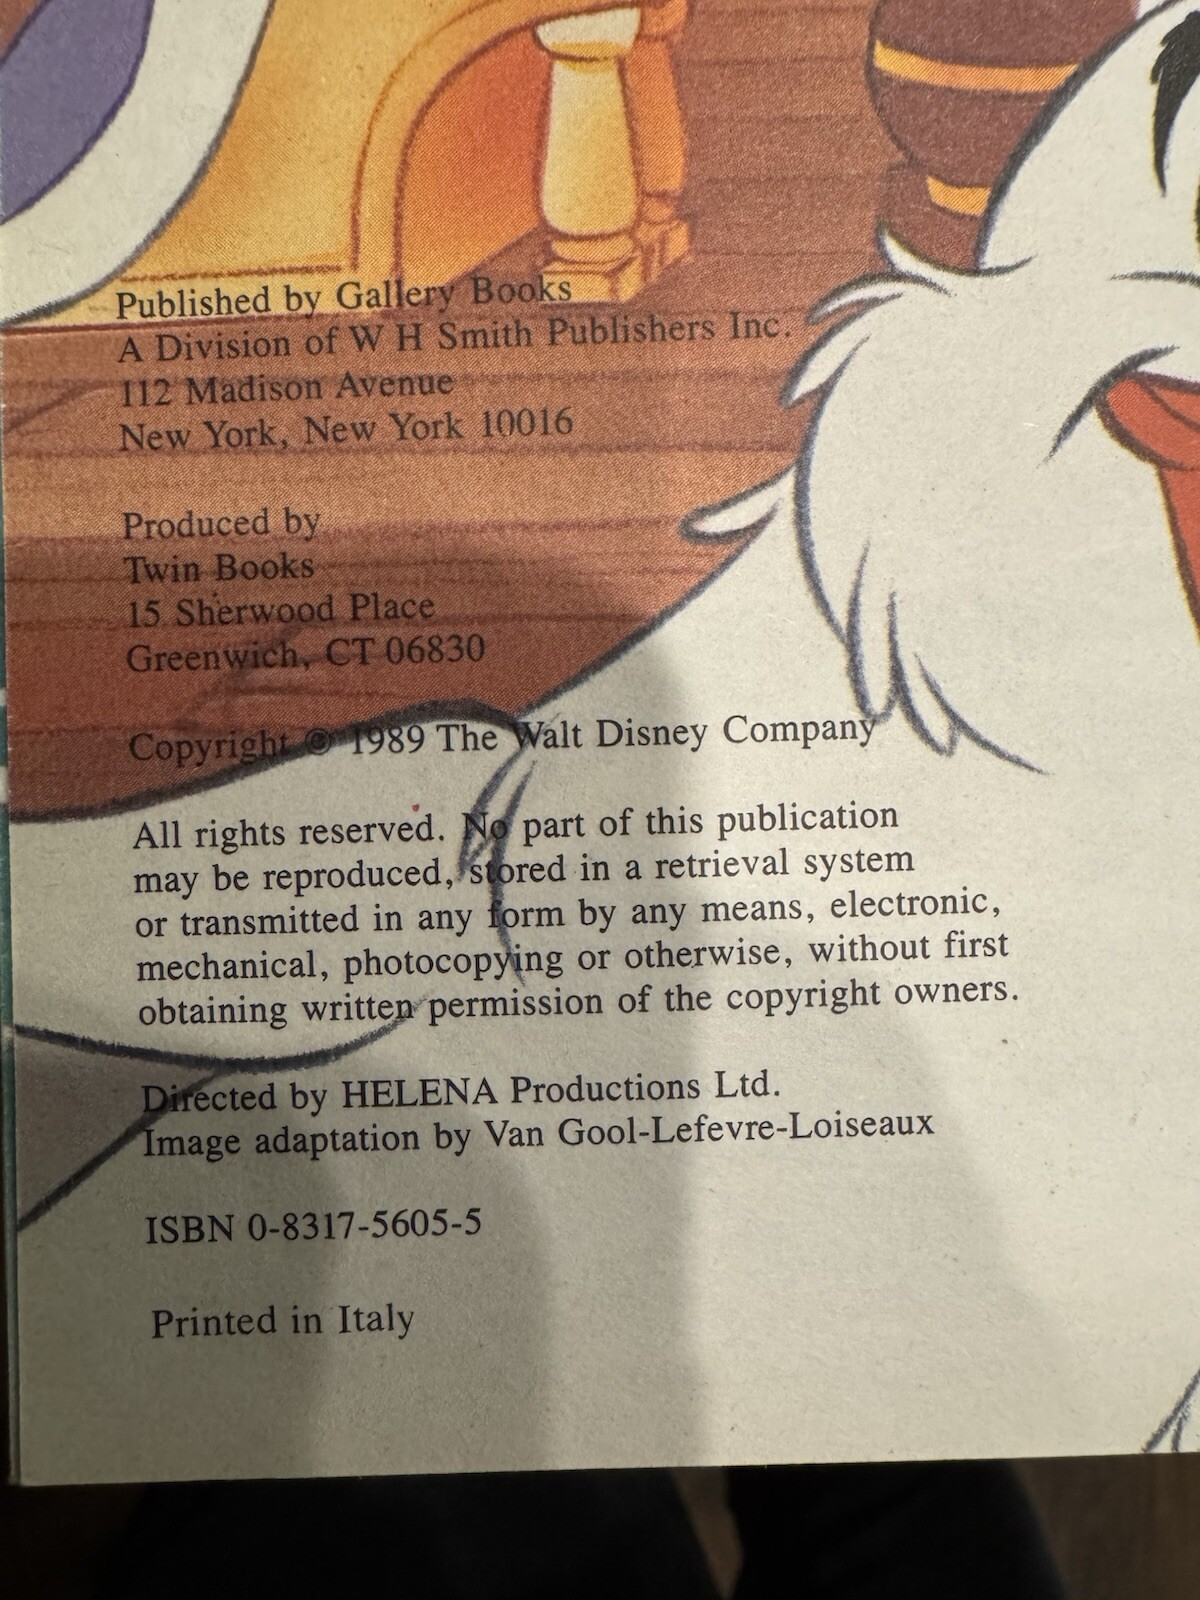 Published by Gallery Books
A Division of W H Smith Publishers Inc.
112 Madison Avenue
New York, New York 10016
Produced by
Twin Books
15 Sherwood Place
Greenwich, CT 06830
Copyright © 1989 The Walt Disney Company
All rights reserved. No part of this publication
may be reproduced, stored in a retrieval system
or transmitted in any form by any means, electronic,
mechanical, photocopying or otherwise, without first
obtaining written permission of the copyright owners.
Directed by HELENA Productions Ltd.
Image adaptation by Van Gool-Lefevre-Loiseaux
ISBN 0-8317-5605-5
Printed in Italy